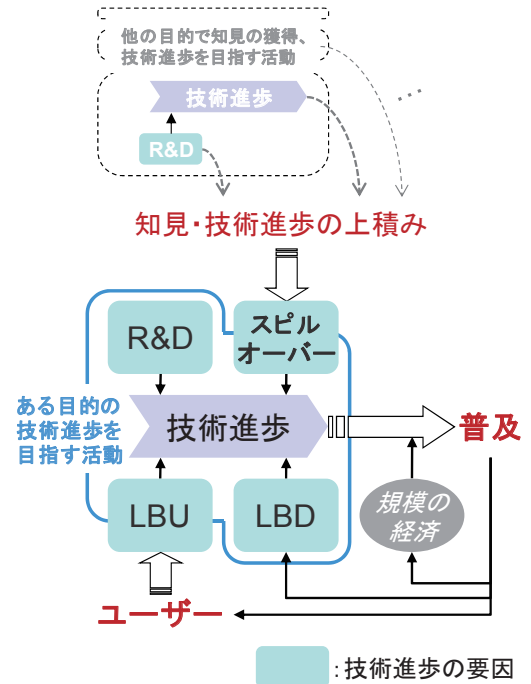 他の目的で知見の獲得、
技術進歩を目指す活動
技術進歩
R&D
...
知見・技術進歩の上積み
R&D
スピル
オーバー
ある目的の
技術進歩を
目指す活動
技術進歩
普及
LBU
LBD
規模の
経済
ユーザー
:技術進歩の要因